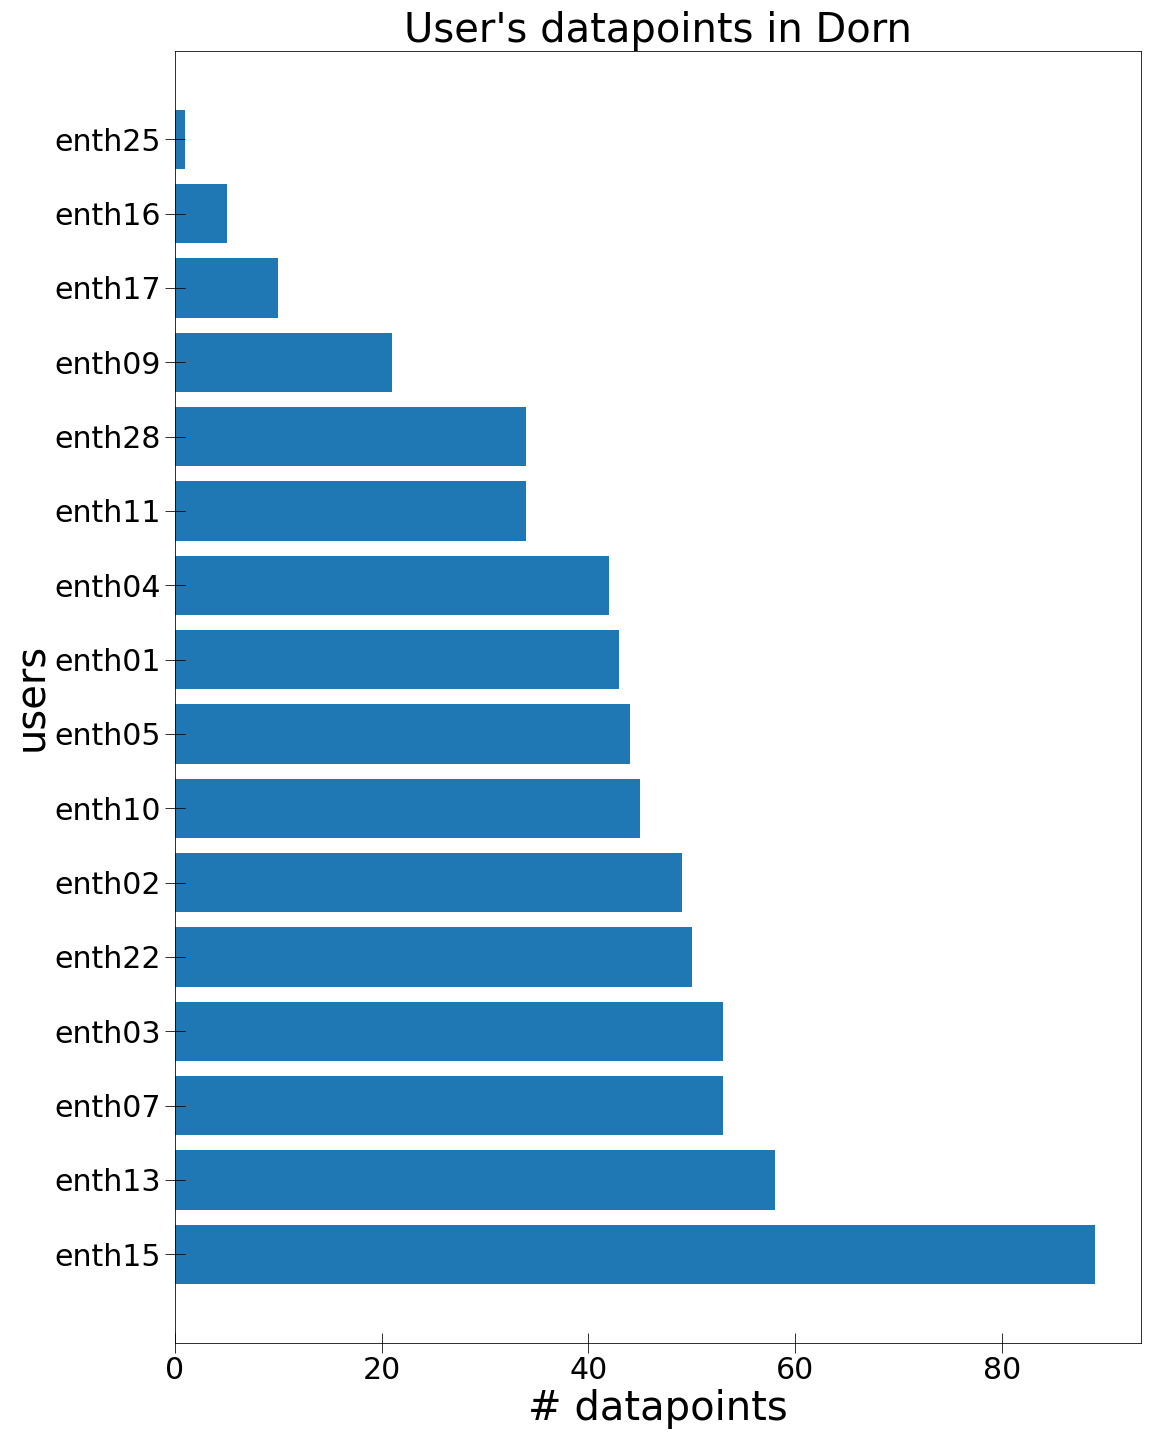 User's datapoints in Dorn
enth25
enth16
enth17
enth09
enth28
enth11
enth04
enth01
enth05
enth10
enth02
enth22
enth03
enth07
enth13
enth15
users
0 20 40 60 80
# datapoints